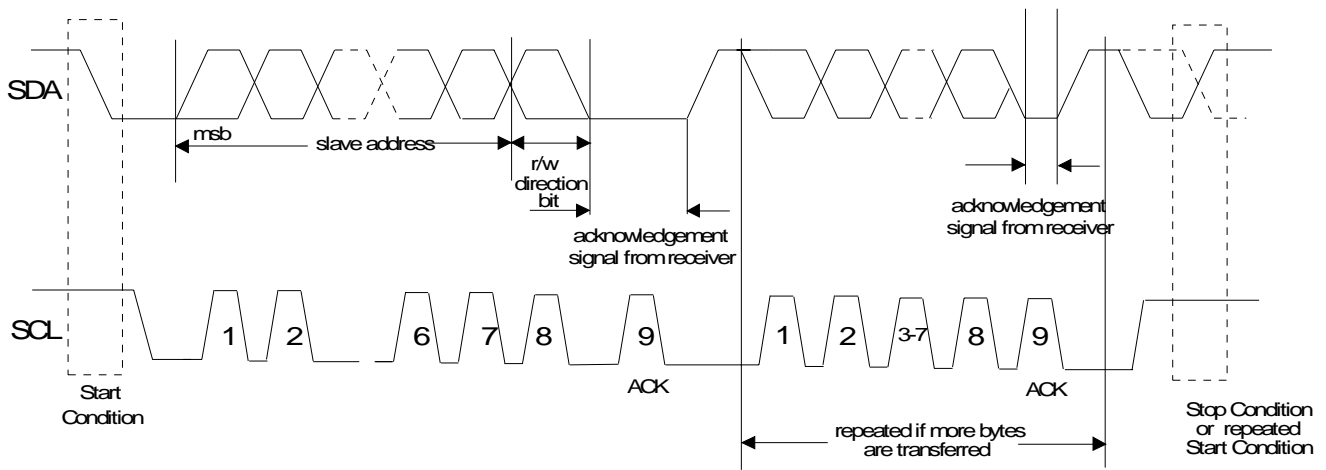 SDA
msb
slave address
r/w
direction
bit
acknowledgement
signal from receiver
acknowledgement
signal from receiver
SCL
1 2 6 7 8 9 1 2 3-7 8 9
ACK
ACK
Start
Condition
Stop Condition
or repeated
Start Condition
repeated if more bytes
are transferred